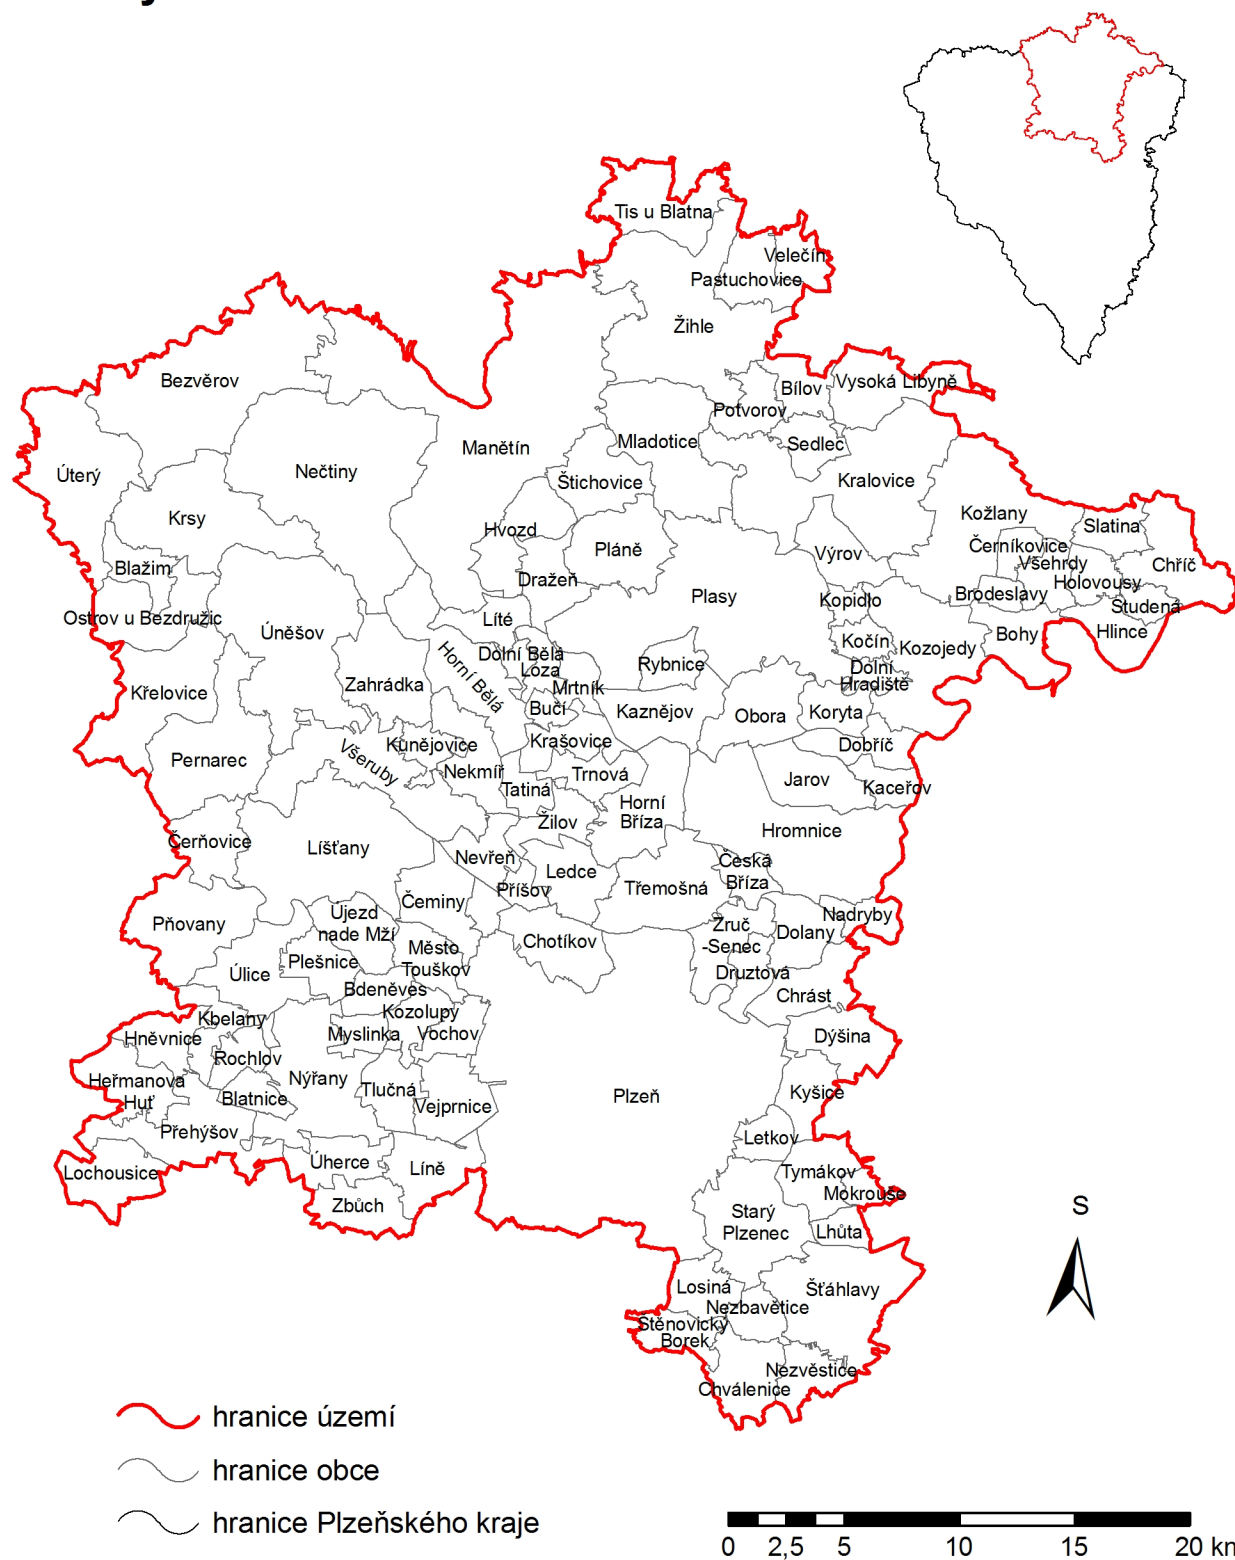 Tis u Blatna
Velečín
Pastuchovice
Žihle
Bezvěrov
Bílov
Vysoká Libyně
Potvorov
Manětín
Mladotice
Sedlec
Úterý
Nečtiny
Štichovice
Kralovice
Krsy
Hvozd
Kožlany
Slatina
Pláně
Výrov
Černíkovice
Všehrdy
Chříč
Blažim
Dražeň
Holovousy
Plasy
Kopidlo
Brodeslavy
Studená
Ostrov u Bezdružic
Úněšov
Líté
Kočín
Kozojedy
Bohy
Hlince
Dolní Bělá
Loza
Horní Bělá
Rybnice
Dolní
Hradiště
Křelovice
Zahrádka
Mrtník
Bučí
Kaznějov
Obora
Koryta
Pernarec
Všeruby
Kunějovice
Krašovice
Dobříč
Nekmíř
Trnová
Tatiná
Jarov
Kaceřov
Horní
Bříza
Žilov
Hromnice
Černovice
Líšťany
Nevřeň
Ledce
Česká
Bříza
Příšov
Třemošná
Čeminy
Pňovany
Újezd
nade Mží
Nadryby
Zruč
-Senec
Dolany
Chotíkov
Město
Touškov
Plešnice
Úlice
Druztová
Bdeněves
Chrást
Kozolupy
Kbelany
Myslinka
Vochov
Hněvnice
Dýšina
Rochlov
Heřmanova
Huť
Nýřany
Tlučná
Kyšice
Blatnice
Vejprnice
Plzeň
Přehýšov
Letkov
Úherce
Líně
Lochousice
Tymákov
Mokrouše
Zbůch
Starý
Plzenec
Lhůta
Losiná
Šťáhlavy
Nezbavětice
Štěnovický
Borek
Nezvěstice
Chválenice
S
hranice území
hranice obce
hranice Plzeňského kraje
0 2,5 5 10 15 20 km